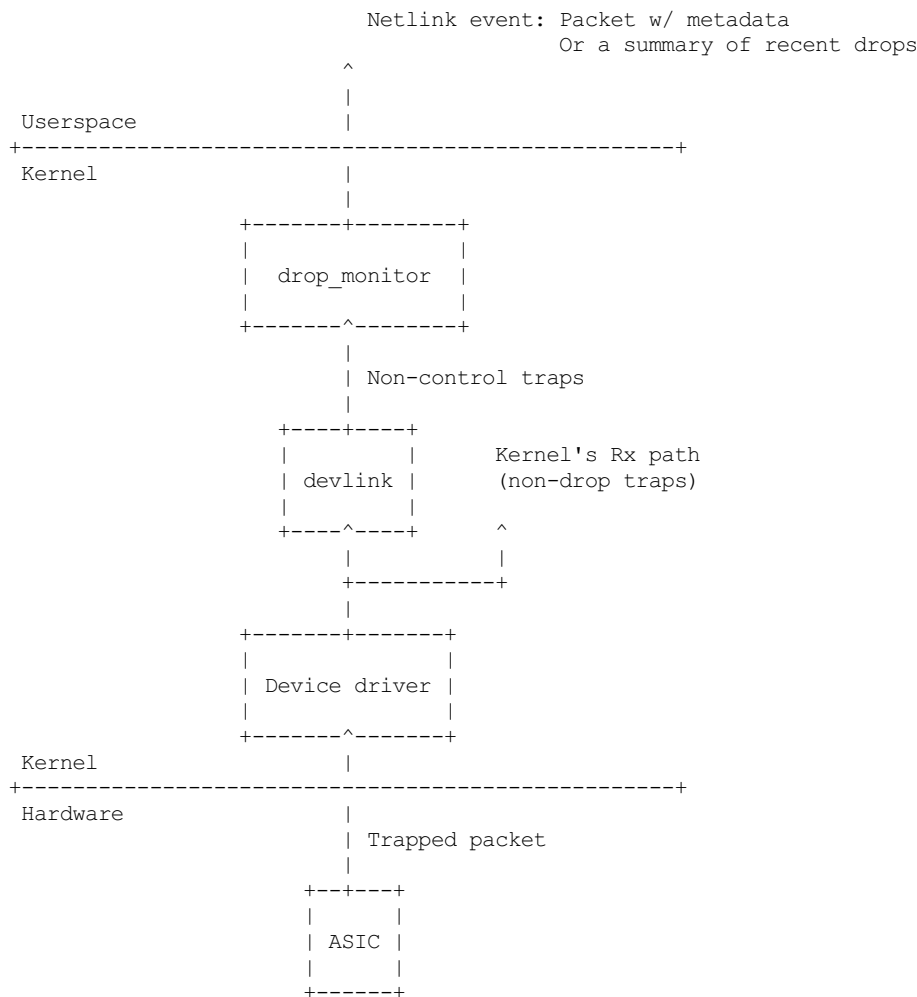 Netlink event: Packet w/ metadata
Or a summary of recent drops
Userspace
Kernel
drop_monitor
Non-control traps
Kernel's Rx path
devlink
(non-drop traps)
Device driver
Kernel
Hardware
Trapped packet
ASIC